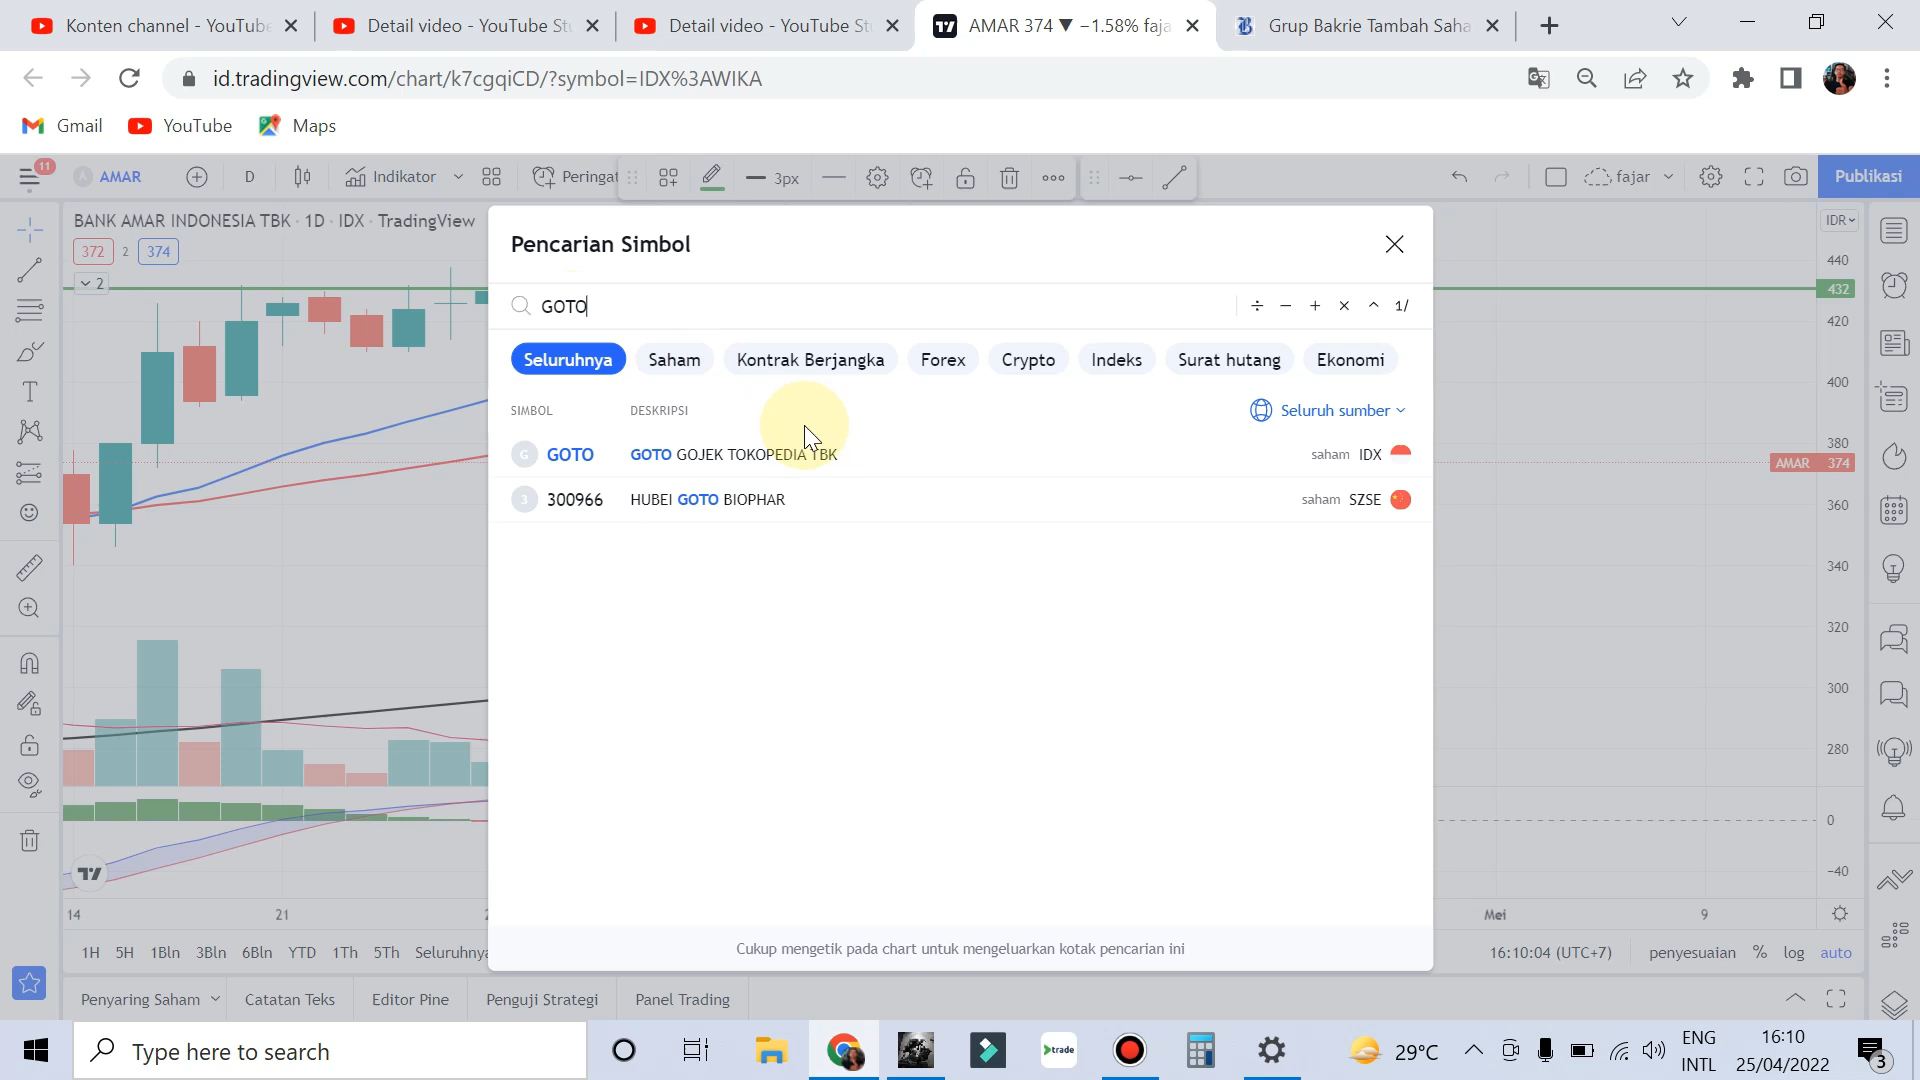 Konten channel - YouTube
Detail video - YouTube St
Detail video - YouTube St
AMAR 374 ▼ −1.58% faja
Grup Bakrie Tambah Saha
id.tradingview.com/chart/k7cgqiCD/?symbol=IDX%3AWIKA
Gmail
YouTube
Maps
11
A
AMAR
D
Indikator
Peringat
3px
fajar
Publikasi
BANK AMAR INDONESIA TBK · 1D · IDX · TradingView
372
2
374
2
Pencarian Simbol
GOTO
÷ − + × ^ 1/
Seluruhnya
Saham
Kontrak Berjangka
Forex
Crypto
Indeks
Surat hutang
Ekonomi
SIMBOL
DESKRIPSI
Seluruh sumber
G
GOTO
GOTO GOJEK TOKOPEDIA TBK
saham IDX
3
300966
HUBEI GOTO BIOPHAR
saham SZSE
Cukup mengetik pada chart untuk mengeluarkan kotak pencarian ini
IDR
440
432
420
400
380
AMAR 374
360
340
320
300
280
0
−40
14
21
2
Mei
9
1H 5H 1Bln 3Bln 6Bln YTD 1Th 5Th Seluruhnya
16:10:04 (UTC+7)
penyesuaian % log auto
Penyaring Saham
Catatan Teks
Editor Pine
Penguji Strategi
Panel Trading
Type here to search
trade
29°C
ENG
INTL
16:10
25/04/2022
3